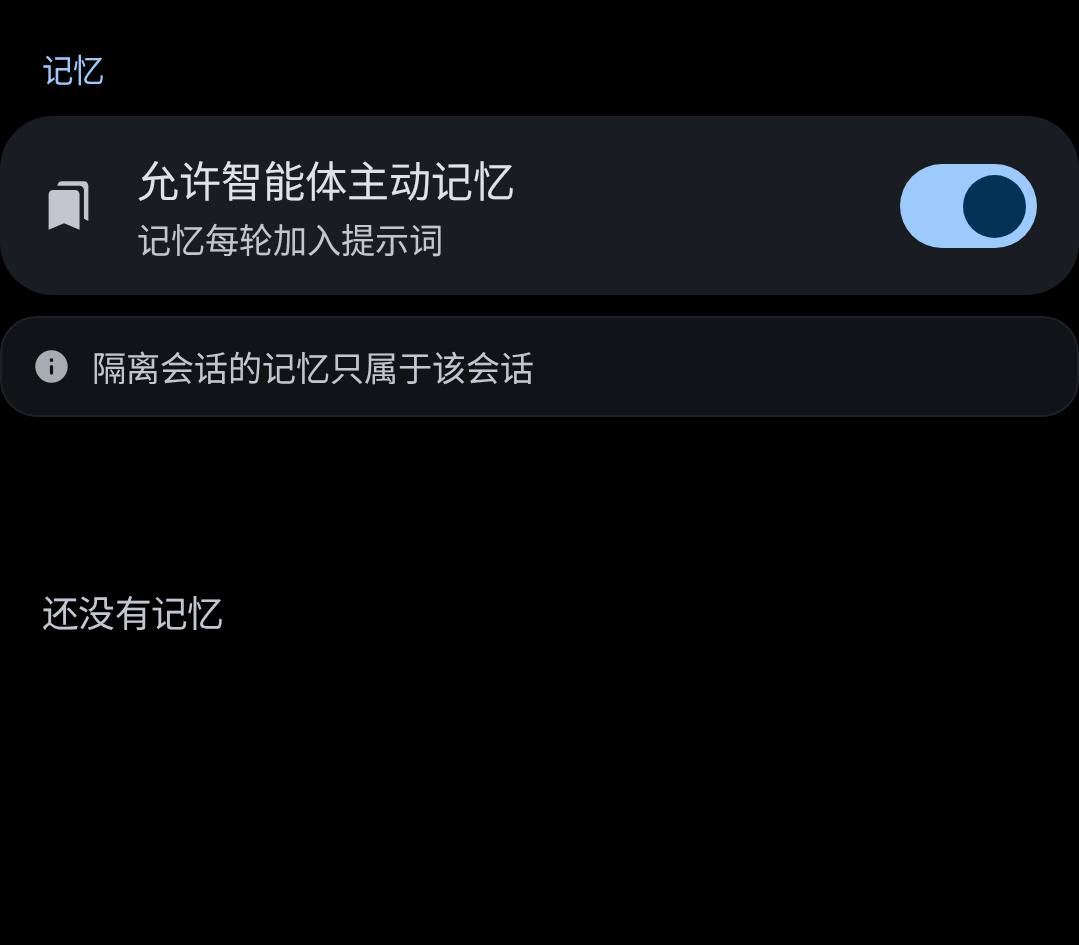 记忆
允许智能体主动记忆
记忆每轮加入提示词
隔离会话的记忆只属于该会话
还没有记忆